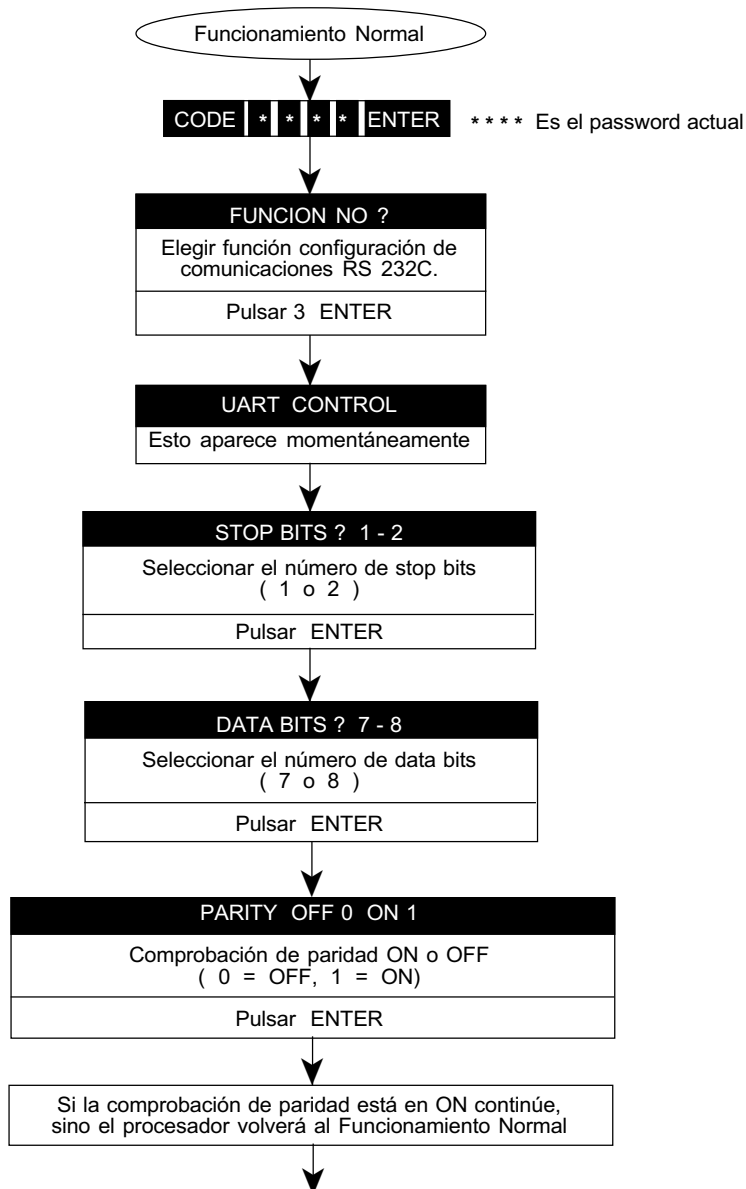 Funcionamiento Normal
CODE * * * * ENTER * * * * Es el password actual
FUNCION NO ?
Elegir función configuración de
comunicaciones RS 232C.
Pulsar 3 ENTER
UART CONTROL
Esto aparece momentáneamente
STOP BITS ? 1 - 2
Seleccionar el número de stop bits
( 1 o 2 )
Pulsar ENTER
DATA BITS ? 7 - 8
Seleccionar el número de data bits
( 7 o 8 )
Pulsar ENTER
PARITY OFF 0 ON 1
Comprobación de paridad ON o OFF
( 0 = OFF, 1 = ON)
Pulsar ENTER
Si la comprobación de paridad está en ON continúe,
sino el procesador volverá al Funcionamiento Normal